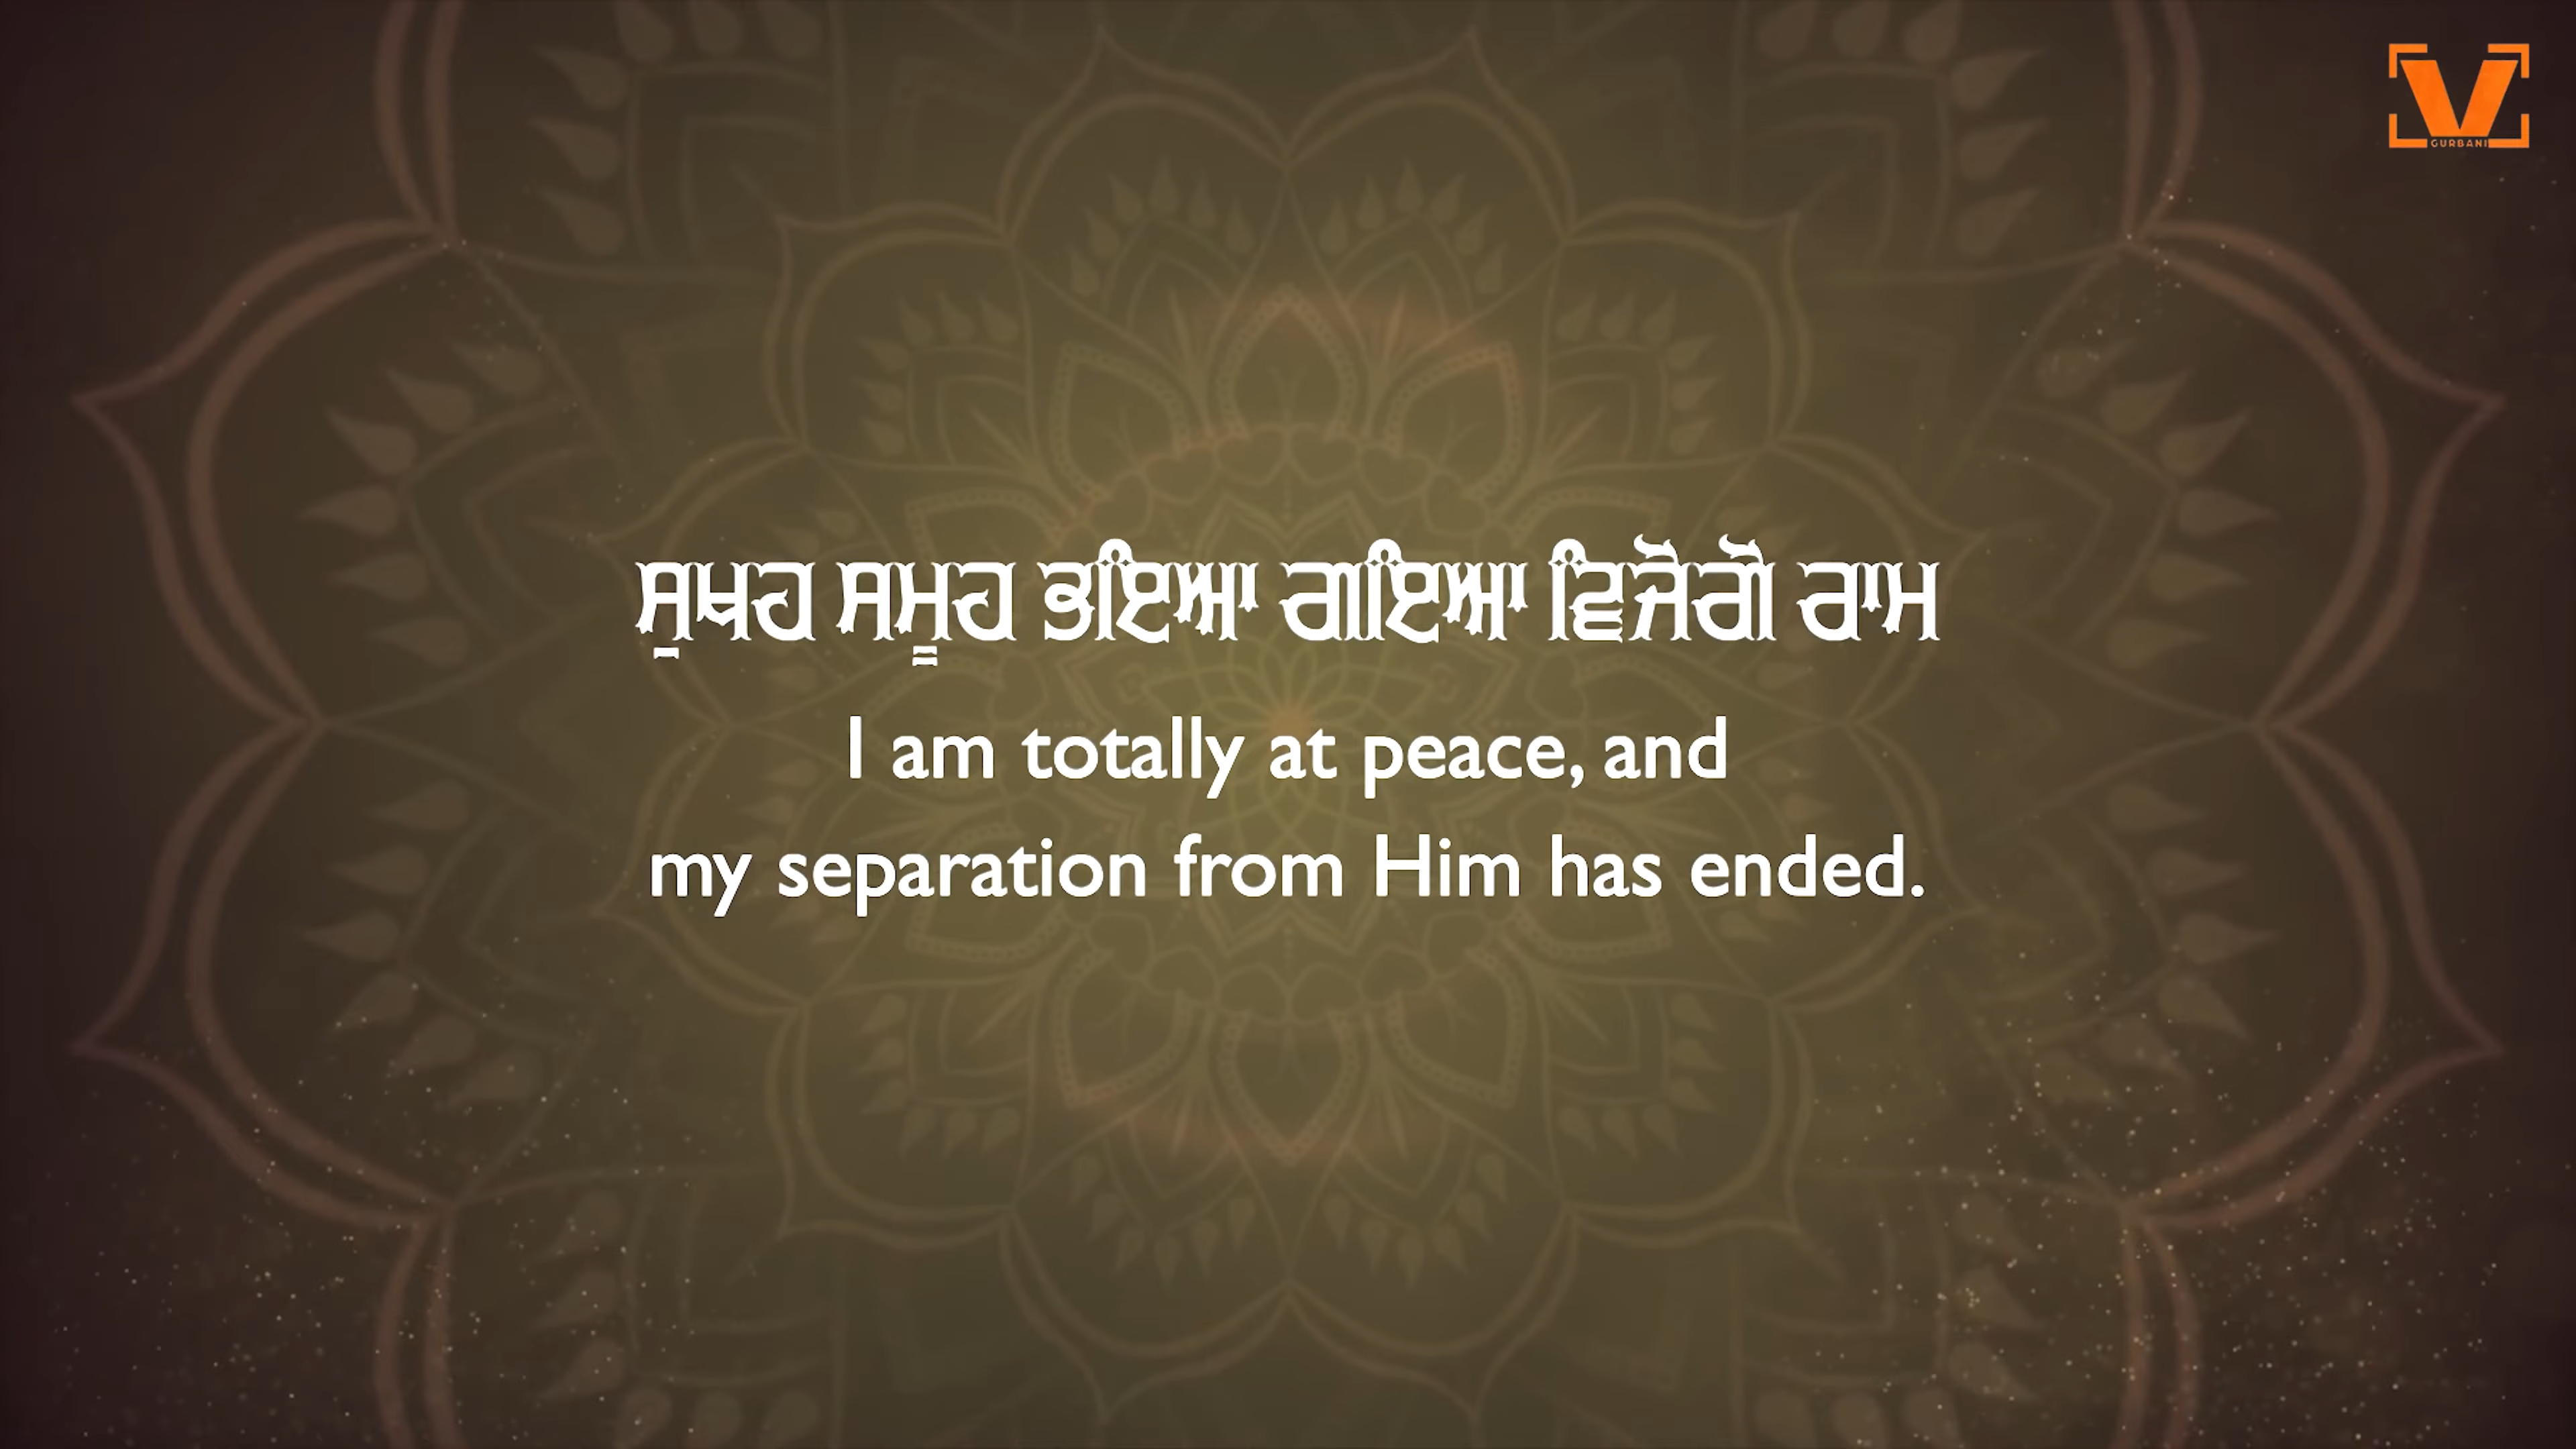 GURBANI
ਸੁਖਹ ਸਮੂਹ ਭਇਆ ਗਇਆ ਵਿਜੋਗੋ ਰਾਮ
I am totally at peace, and
my separation from Him has ended.